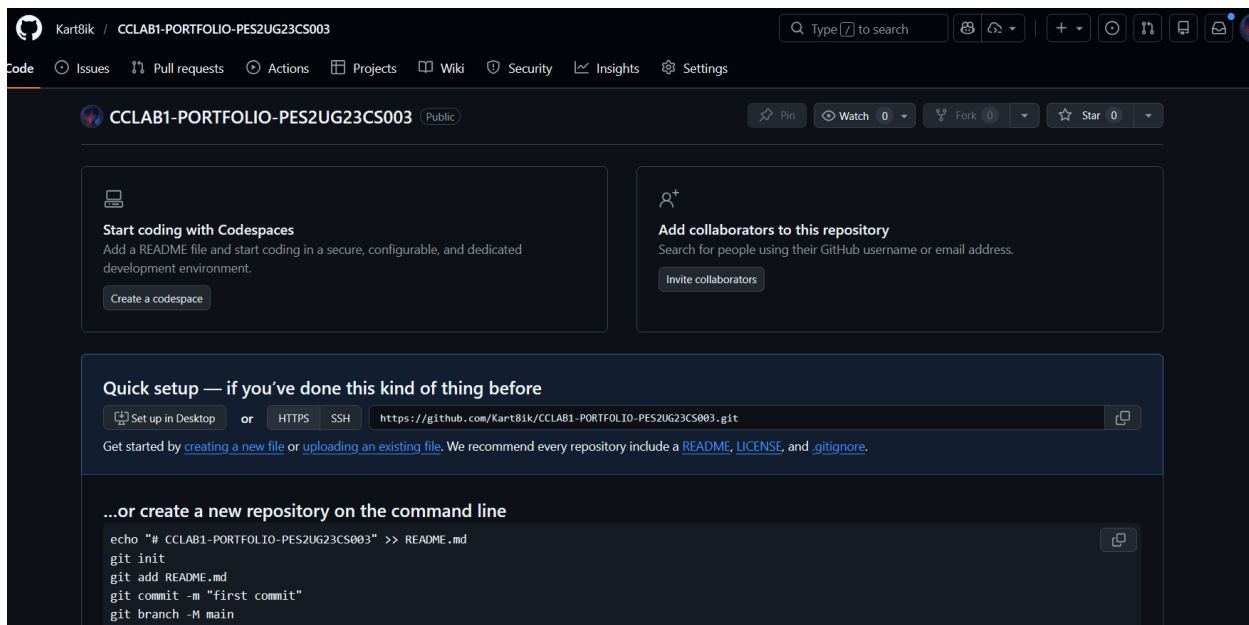 Kart8ik / CCLAB1-PORTFOLIO-PES2UG23CS003 Type / to search
Code Issues Pull requests Actions Projects Wiki Security Insights Settings
CCLAB1-PORTFOLIO-PES2UG23CS003 Public Pin Watch 0 Fork 0 Star 0
Start coding with Codespaces
Add a README file and start coding in a secure, configurable, and dedicated
development environment.
Create a codespace
Add collaborators to this repository
Search for people using their GitHub username or email address.
Invite collaborators
Quick setup — if you've done this kind of thing before
Set up in Desktop or HTTPS SSH https://github.com/Kart8ik/CCLAB1-PORTFOLIO-PES2UG23CS003.git
Get started by creating a new file or uploading an existing file. We recommend every repository include a README, LICENSE, and .gitignore.
...or create a new repository on the command line
echo "# CCLAB1-PORTFOLIO-PES2UG23CS003" >> README.md
git init
git add README.md
git commit -m "first commit"
git branch -M main